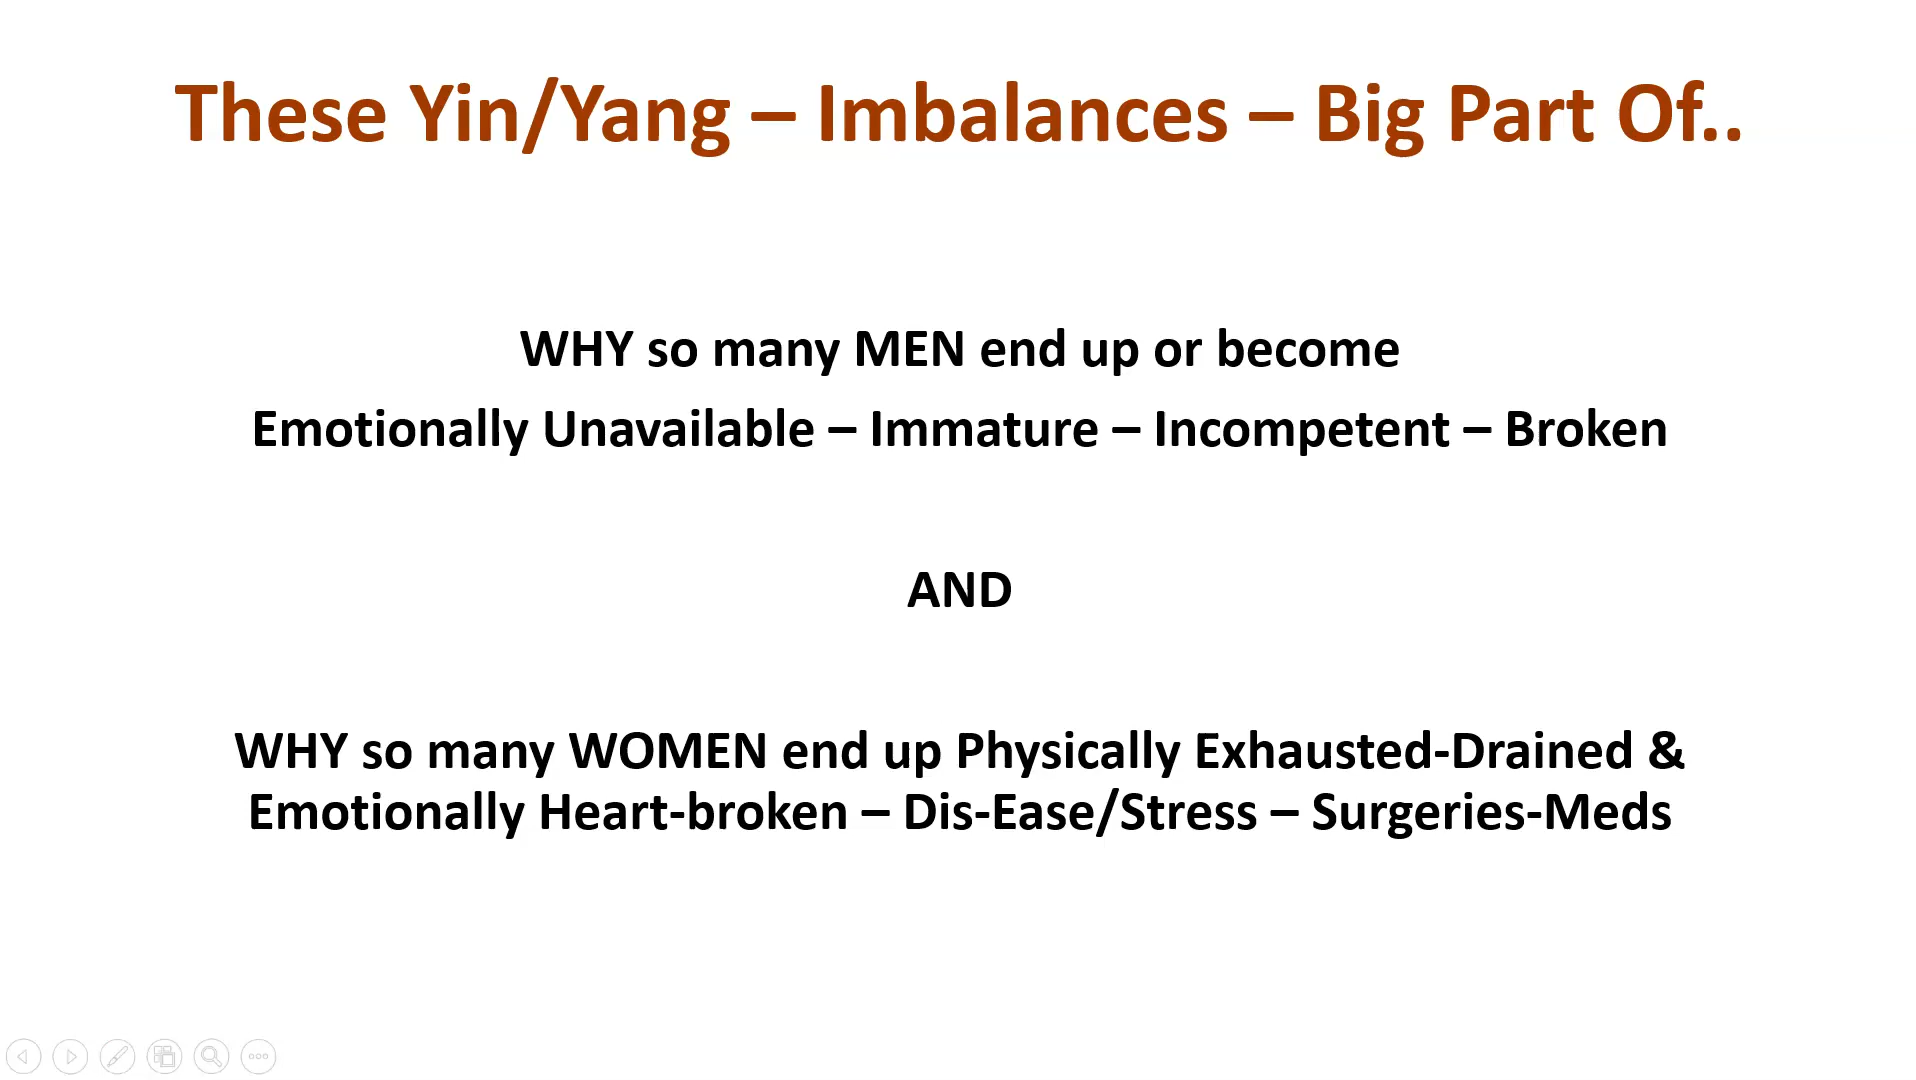 These Yin/Yang – Imbalances – Big Part Of..
WHY so many MEN end up or become
Emotionally Unavailable – Immature – Incompetent – Broken
AND
WHY so many WOMEN end up Physically Exhausted-Drained &
Emotionally Heart-broken – Dis-Ease/Stress – Surgeries-Meds